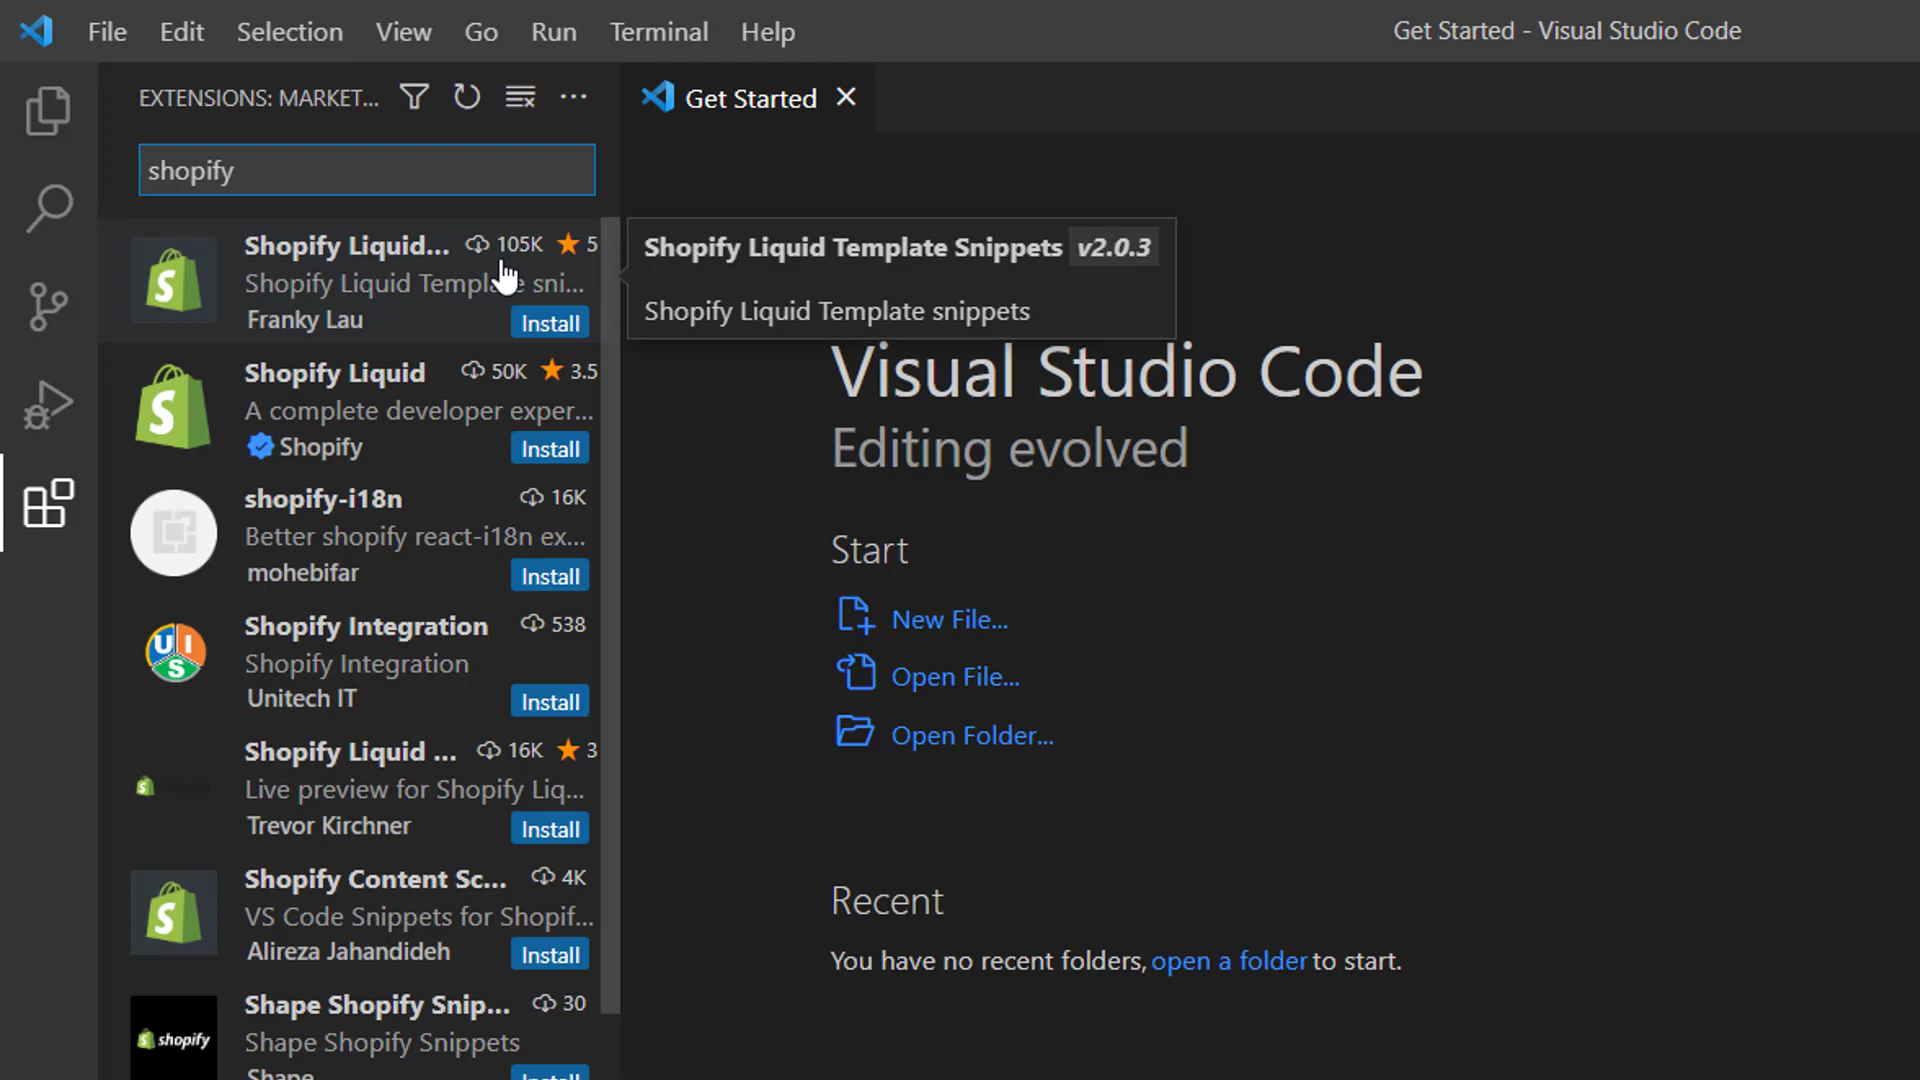 File Edit Selection View Go Run Terminal Help
Get Started - Visual Studio Code
EXTENSIONS: MARKET...
Get Started
shopify
Shopify Liquid... 105K 5
Shopify Liquid Template sni...
Franky Lau
Install
Shopify Liquid Template Snippets v2.0.3
Shopify Liquid Template snippets
Shopify Liquid 50K 3.5
A complete developer exper...
Shopify
Install
shopify-i18n 16K
Better shopify react-i18n ex...
mohebifar
Install
UIS
Shopify Integration 538
Shopify Integration
Unitech IT
Install
Shopify Liquid ... 16K 3
Live preview for Shopify Liq...
Trevor Kirchner
Install
Shopify Content Sc... 4K
VS Code Snippets for Shopif...
Alireza Jahandideh
Install
shopify
Shape Shopify Snip... 30
Shape Shopify Snippets
Shape
Install
Visual Studio Code
Editing evolved
Start
New File...
Open File...
Open Folder...
Recent
You have no recent folders, open a folder to start.